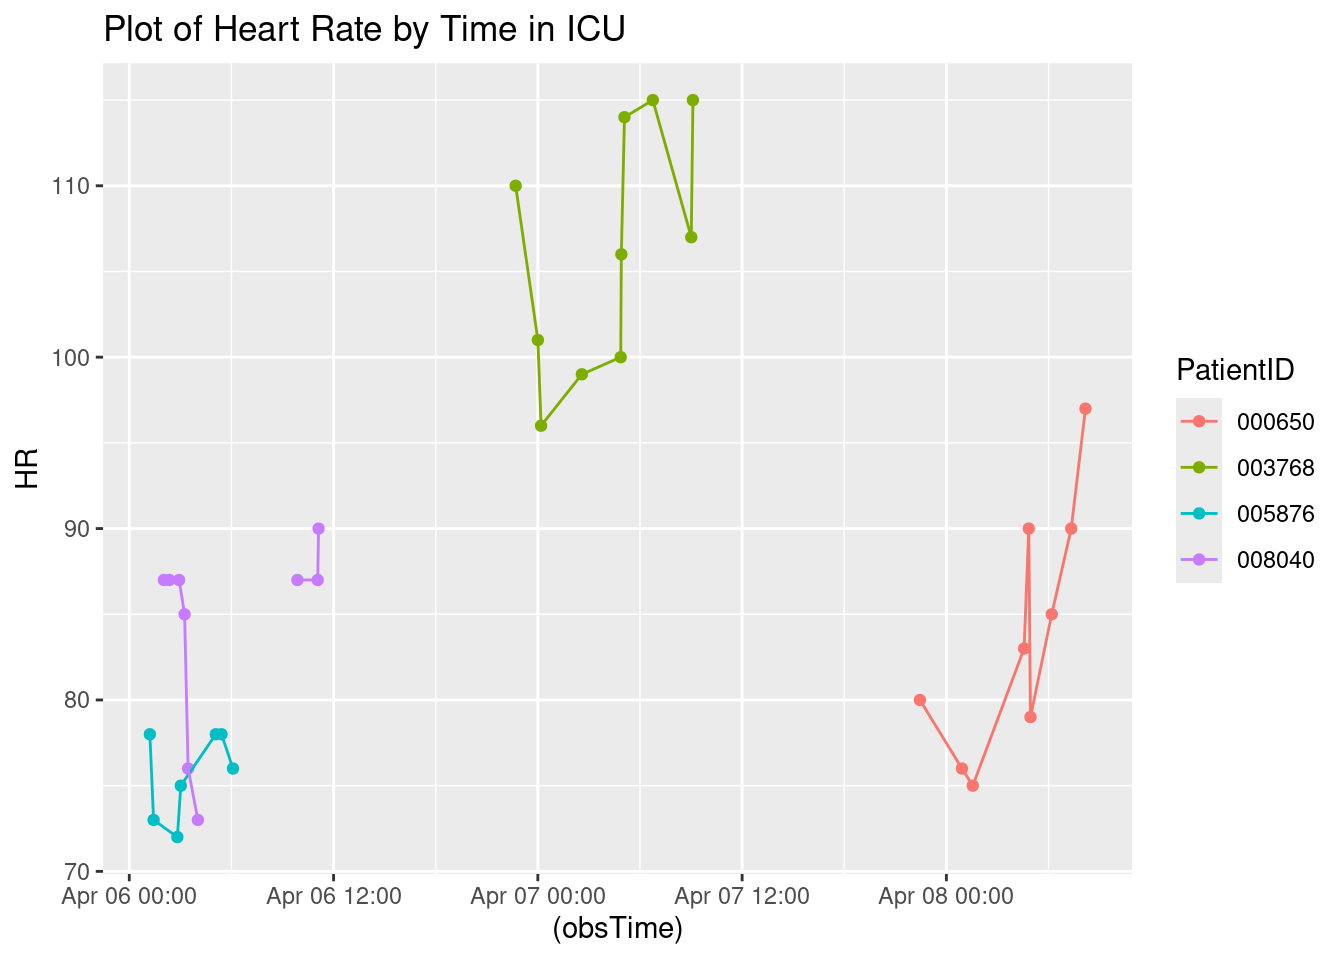 Plot of Heart Rate by Time in ICU
HR
110
100
90
80
70
Apr 06 00:00 Apr 06 12:00 Apr 07 00:00 Apr 07 12:00 Apr 08 00:00
(obsTime)
PatientID
000650
003768
005876
008040